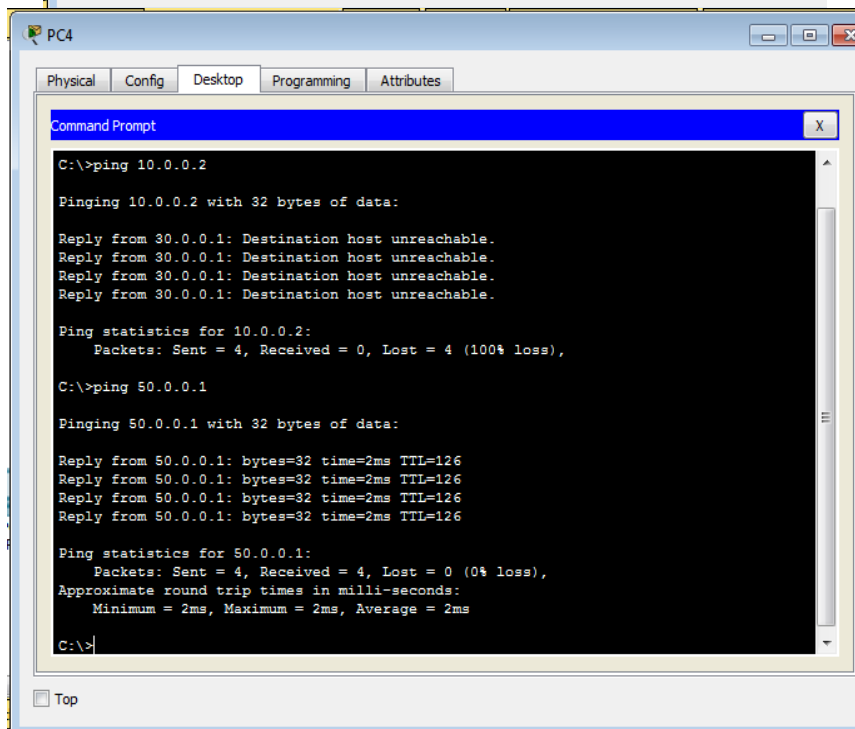 PC4
Physical Config Desktop Programming Attributes
Command Prompt X
C:\>ping 10.0.0.2
Pinging 10.0.0.2 with 32 bytes of data:
Reply from 30.0.0.1: Destination host unreachable.
Reply from 30.0.0.1: Destination host unreachable.
Reply from 30.0.0.1: Destination host unreachable.
Reply from 30.0.0.1: Destination host unreachable.
Ping statistics for 10.0.0.2:
Packets: Sent = 4, Received = 0, Lost = 4 (100% loss),
C:\>ping 50.0.0.1
Pinging 50.0.0.1 with 32 bytes of data:
Reply from 50.0.0.1: bytes=32 time=2ms TTL=126
Reply from 50.0.0.1: bytes=32 time=2ms TTL=126
Reply from 50.0.0.1: bytes=32 time=2ms TTL=126
Reply from 50.0.0.1: bytes=32 time=2ms TTL=126
Ping statistics for 50.0.0.1:
Packets: Sent = 4, Received = 4, Lost = 0 (0% loss),
Approximate round trip times in milli-seconds:
Minimum = 2ms, Maximum = 2ms, Average = 2ms
C:\>
Top